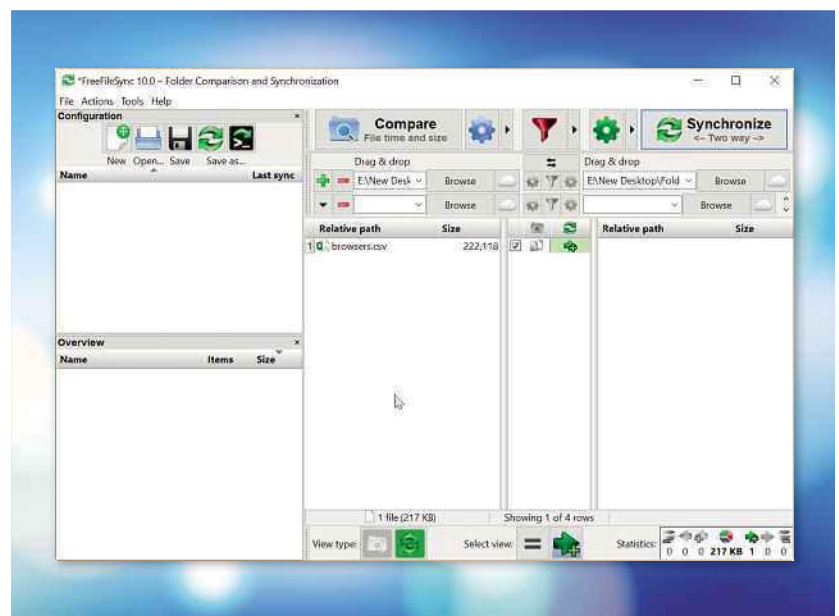 *FreeFileSync 10.0 – Folder Comparison and Synchronization
File Actions Tools Help
Configuration
New Open... Save Save as...
Name Last sync
Compare
File time and size
Synchronize
<– Two way –>
Drag & drop Drag & drop
E:\New Desk Browse E:\New Desktop\Fold Browse
Browse Browse
Relative path Size Relative path Size
1 browsers.csv 222,118
Overview
Name Items Size
1 file (217 KB) Showing 1 of 4 rows
View type: Select view: Statistics: 0 0 0 217 KB 1 0 0